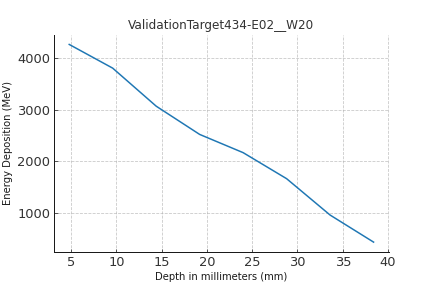 ValidationTarget434-E02__W20
Energy Deposition (MeV)
4000
3000
2000
1000
5 10 15 20 25 30 35 40
Depth in millimeters (mm)